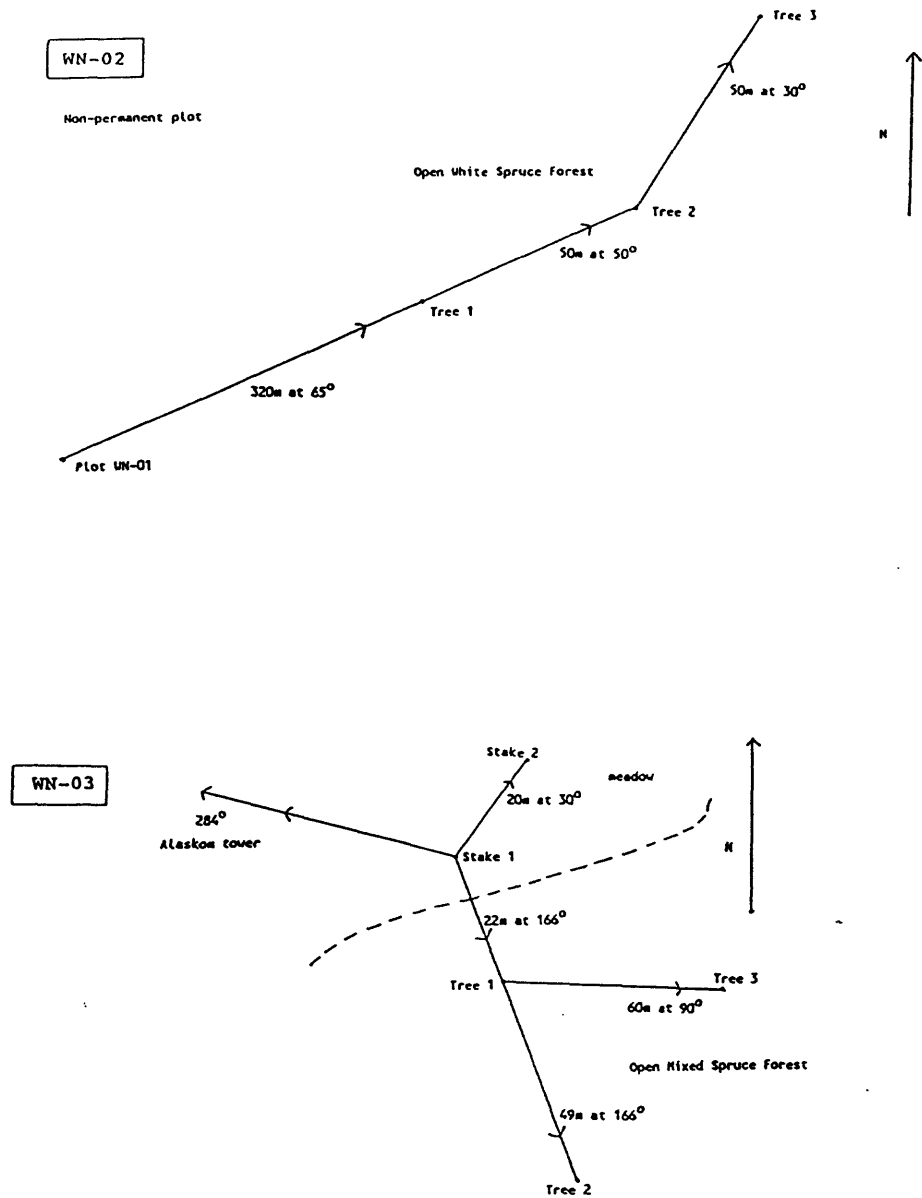 WN-02
Tree 3
50m at 30°
Non-permanent plot
N
Open White Spruce Forest
Tree 2
50m at 50°
Tree 1
320m at 65°
Plot WN-01
WN-03
Stake 2
meadow
20m at 30°
284°
Alaskom tower
Stake 1
N
22m at 166°
Tree 1
Tree 3
60m at 90°
Open Mixed Spruce Forest
49m at 166°
Tree 2